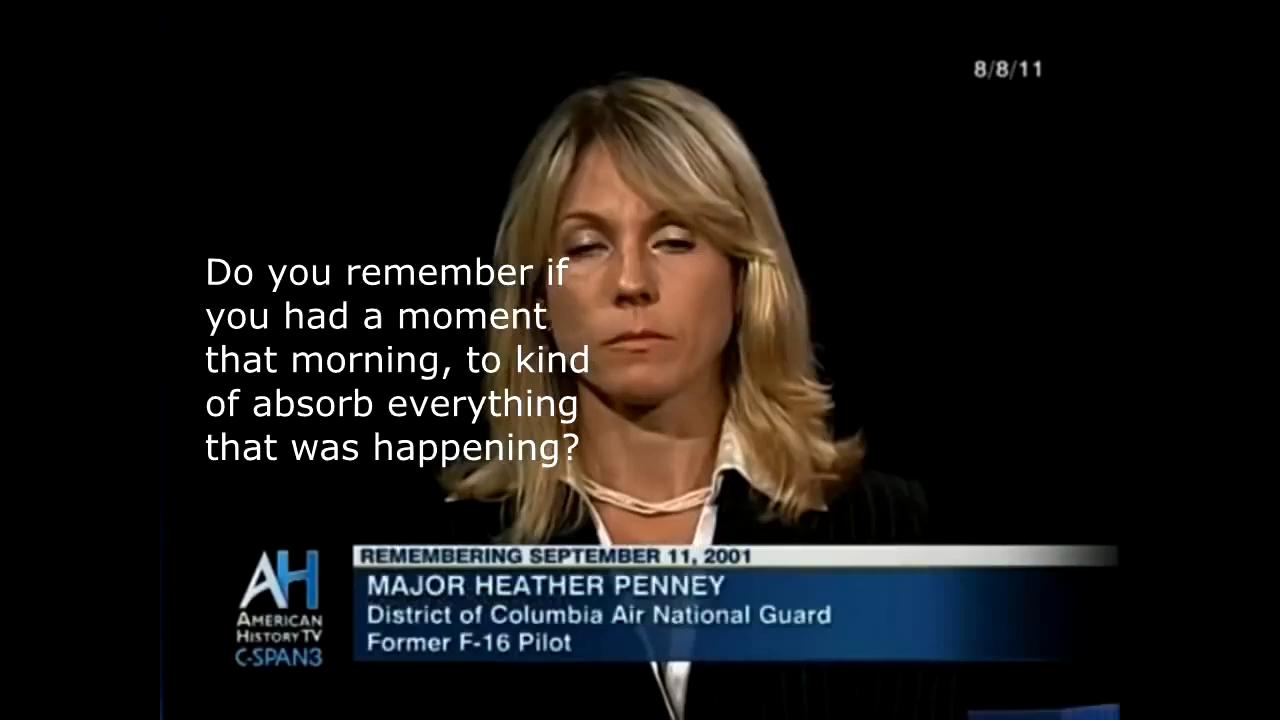 8/8/11
Do you remember if
you had a moment
that morning, to kind
of absorb everything
that was happening?
REMEMBERING SEPTEMBER 11, 2001
MAJOR HEATHER PENNEY
District of Columbia Air National Guard
Former F-16 Pilot
AH
AMERICAN
HISTORY TV
C-SPAN3